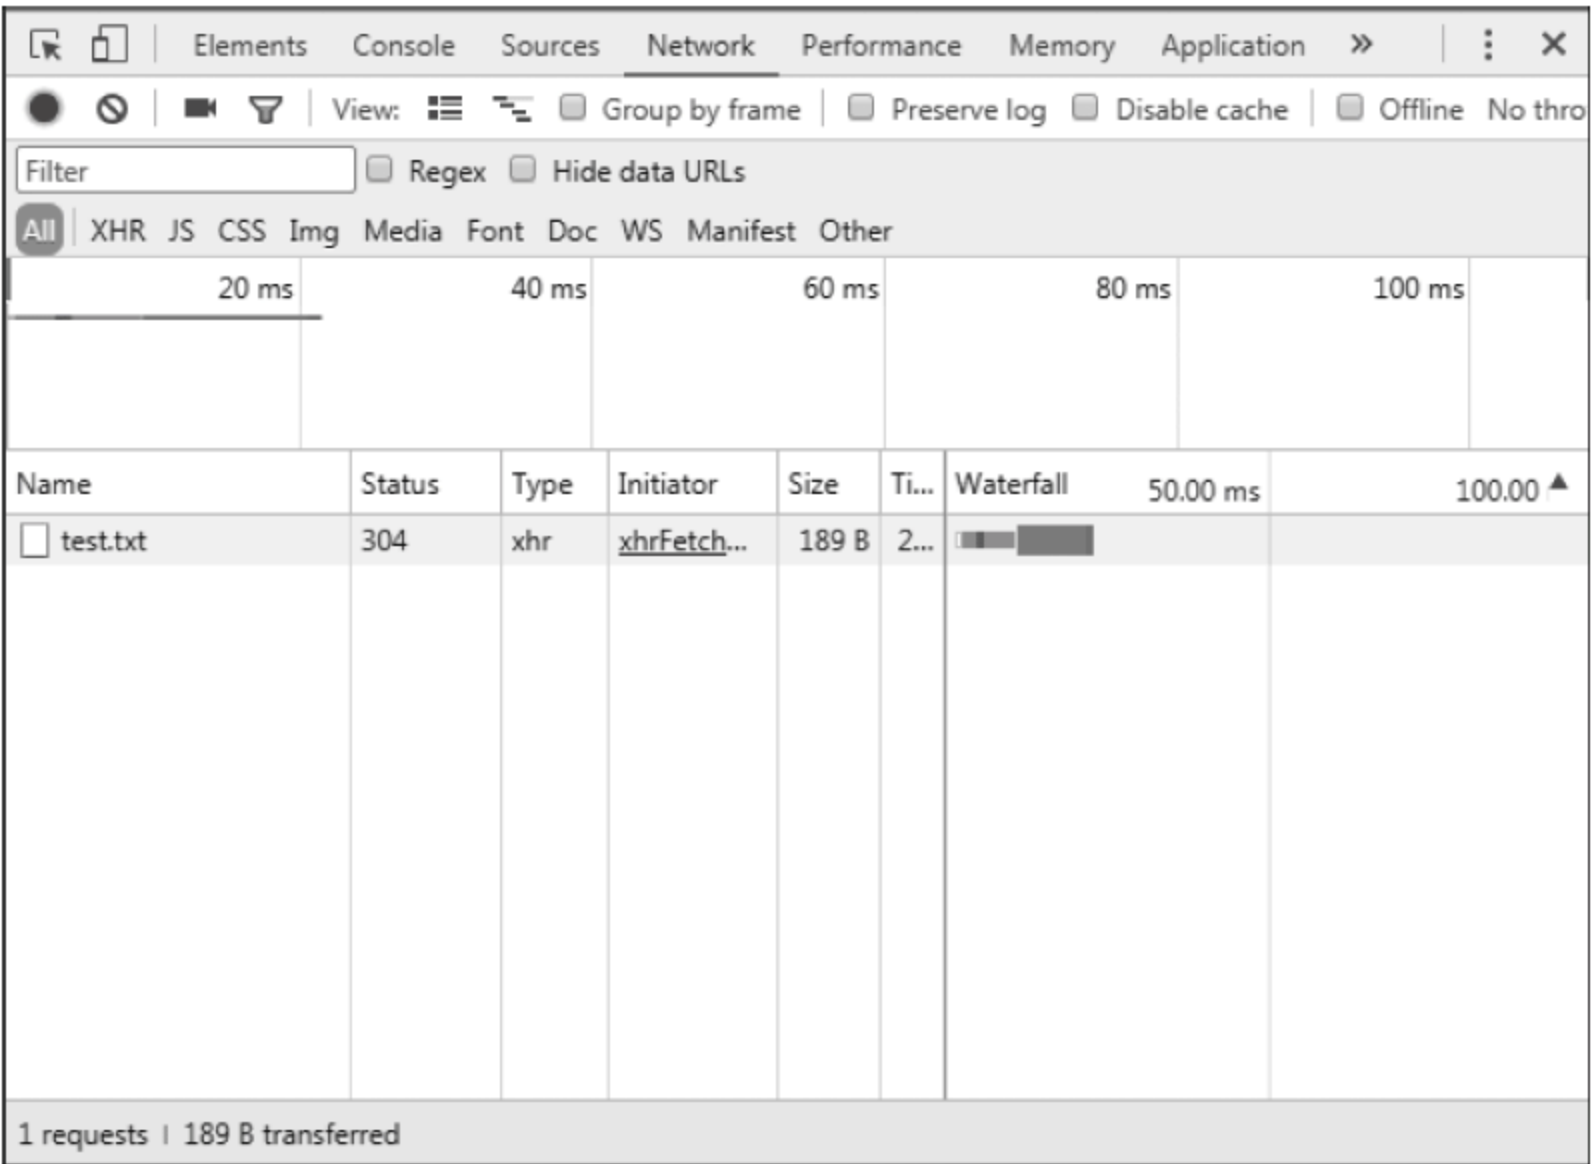 Elements Console Sources Network Performance Memory Application »
View: Group by frame Preserve log Disable cache Offline No thro
Filter Regex Hide data URLs
All XHR JS CSS Img Media Font Doc WS Manifest Other
20 ms 40 ms 60 ms 80 ms 100 ms
Name Status Type Initiator Size Ti... Waterfall 50.00 ms 100.00
test.txt 304 xhr xhrFetch... 189 B 2...
1 requests | 189 B transferred